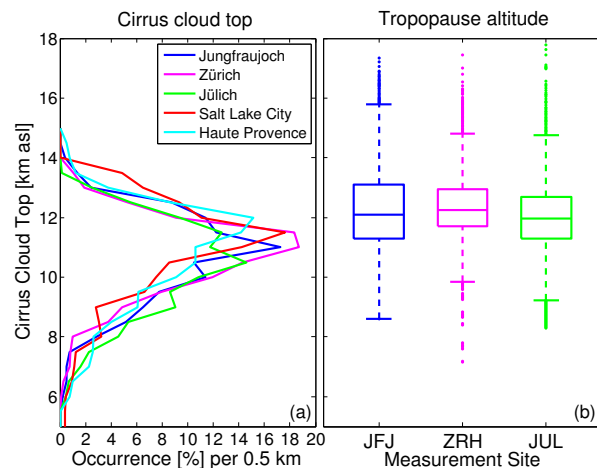 Cirrus cloud top
Tropopause altitude
Jungfraujoch
Zürich
Jülich
Salt Lake City
Haute Provence
Cirrus Cloud Top [km asl]
18
16
14
12
10
8
6
0 2 4 6 8 10 12 14 16 18 20
Occurrence [%] per 0.5 km
(a)
(b)
JFJ ZRH JUL
Measurement Site